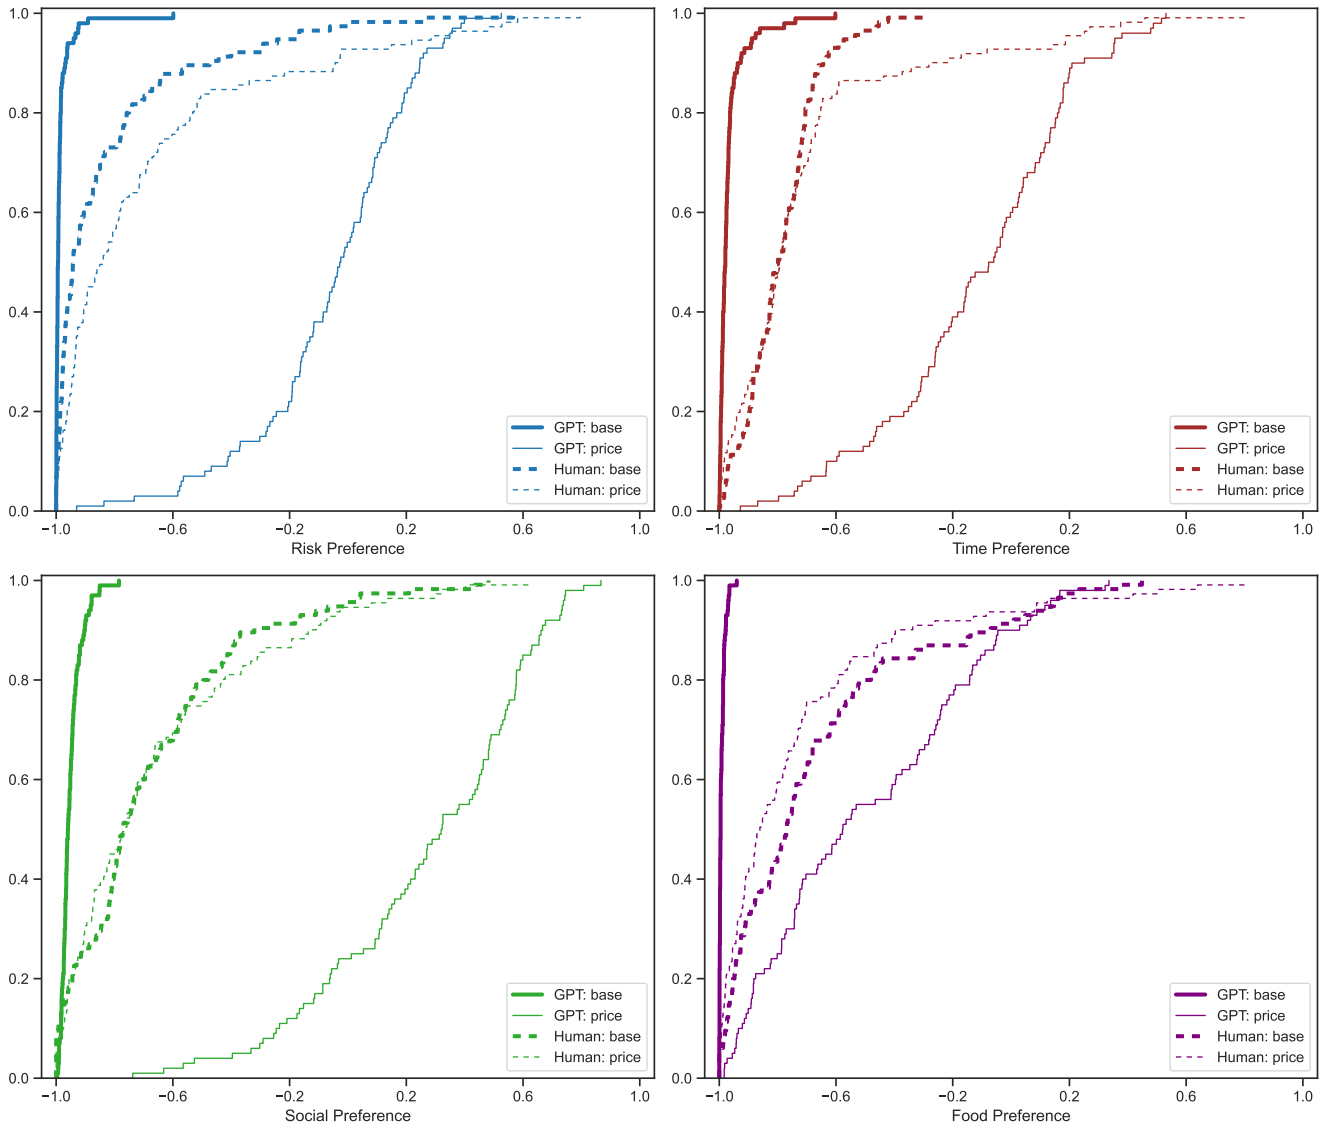 1.0
0.8
0.6
0.4
0.2
0.0
−1.0 −0.6 −0.2 0.2 0.6 1.0
Risk Preference
GPT: base
GPT: price
Human: base
Human: price
1.0
0.8
0.6
0.4
0.2
0.0
−1.0 −0.6 −0.2 0.2 0.6 1.0
Time Preference
GPT: base
GPT: price
Human: base
Human: price
1.0
0.8
0.6
0.4
0.2
0.0
−1.0 −0.6 −0.2 0.2 0.6 1.0
Social Preference
GPT: base
GPT: price
Human: base
Human: price
1.0
0.8
0.6
0.4
0.2
0.0
−1.0 −0.6 −0.2 0.2 0.6 1.0
Food Preference
GPT: base
GPT: price
Human: base
Human: price